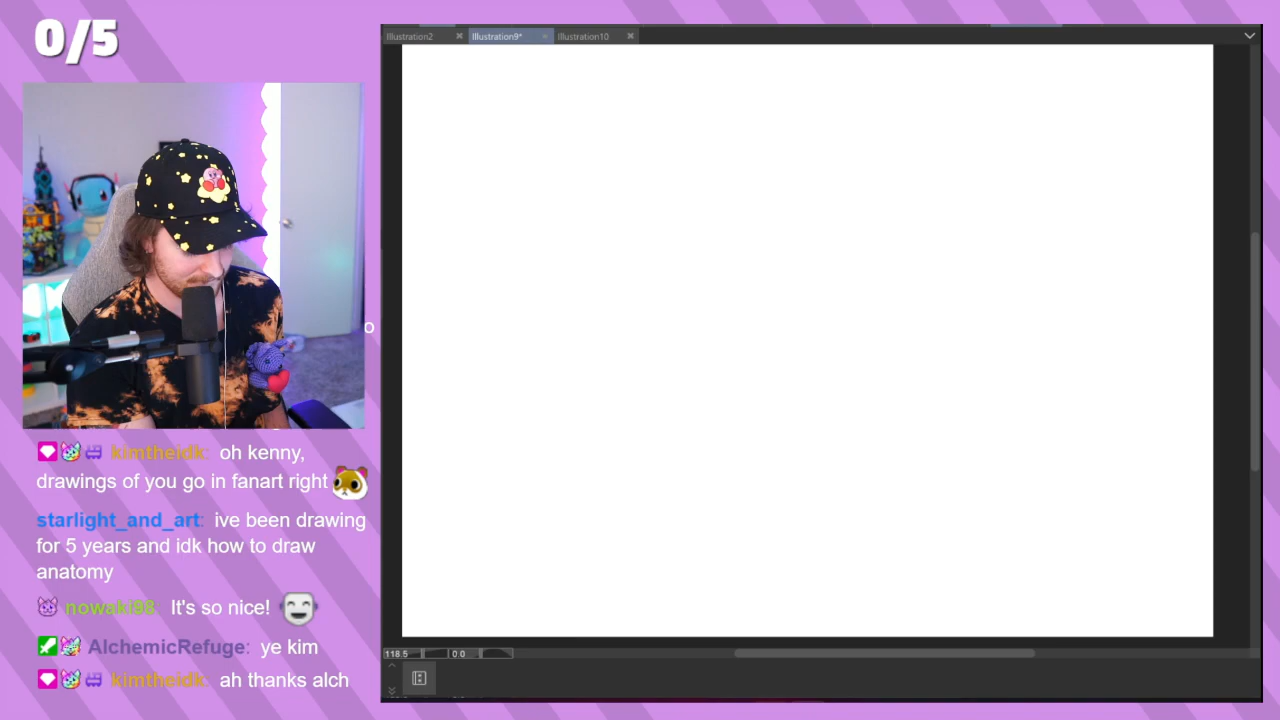 0/5
Illustration2
Illustration9*
Illustration10
o
kimtheidk: oh kenny,
drawings of you go in fanart right
starlight_and_art: ive been drawing
for 5 years and idk how to draw
anatomy
nowaki98: It's so nice!
AlchemicRefuge: ye kim
kimtheidk: ah thanks alch
118.5
0.0